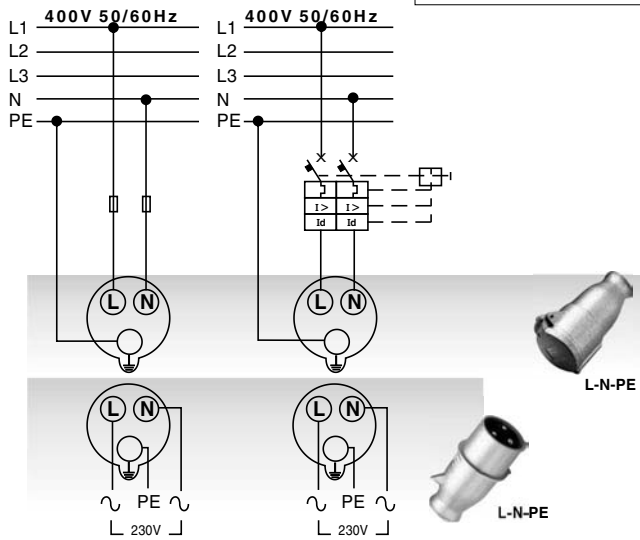 400V 50/60Hz
L1
L2
L3
N
PE
400V 50/60Hz
L1
L2
L3
N
PE
I
I> I>
Id Id
L N
L N
L-N-PE
L N
L N
PE
PE
L-N-PE
230V
230V